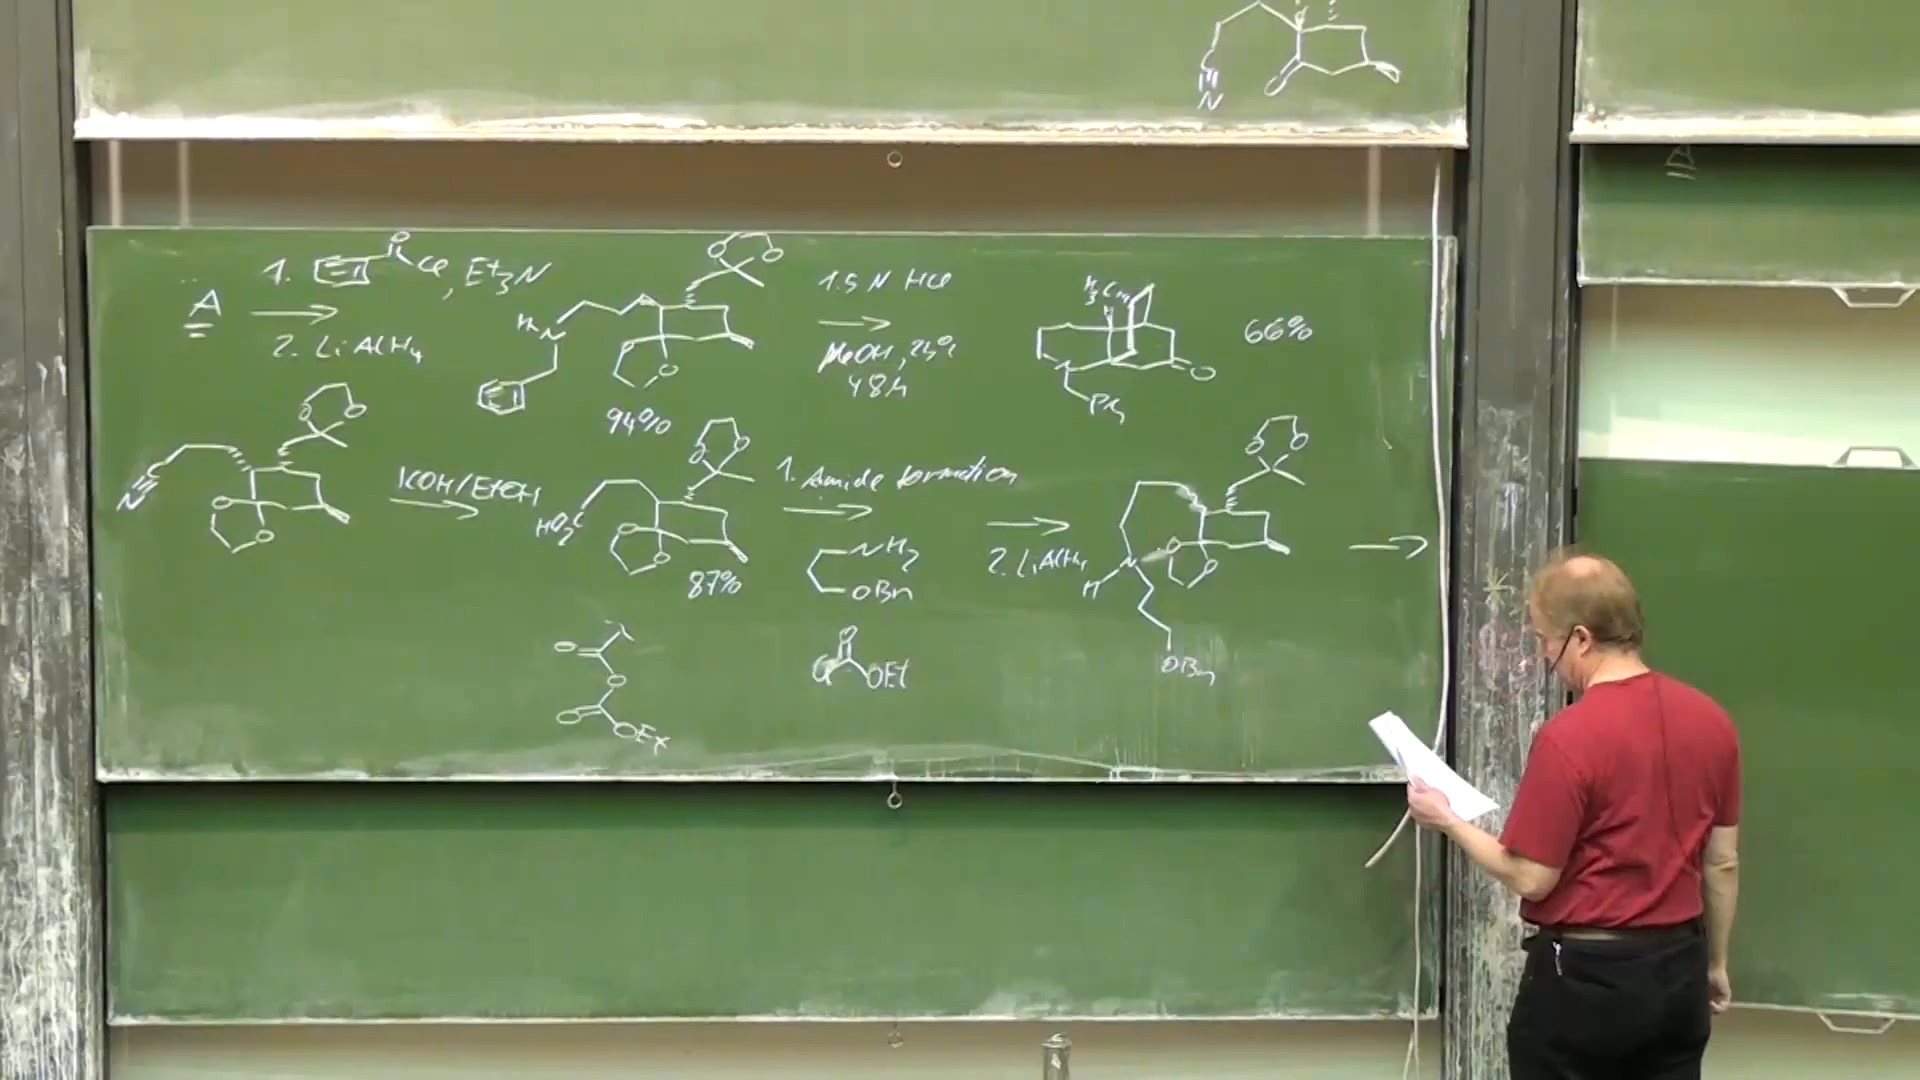 N
A
A
1.
O
Cl, Et3N
2. LiAlH4
H
N
O
O
O
O
94%
1.5 N HCl
MeOH, 25°C
48h
H3C
H
N
Ph
O
66%
N
O
O
O
O
KOH/EtOH
HO2C
O
O
O
O
87%
1. Amide formation
NH2
OBn
2. LiAlH4
H
N
OBn
O
O
O
O
O
O
O
OEt
O
OEt